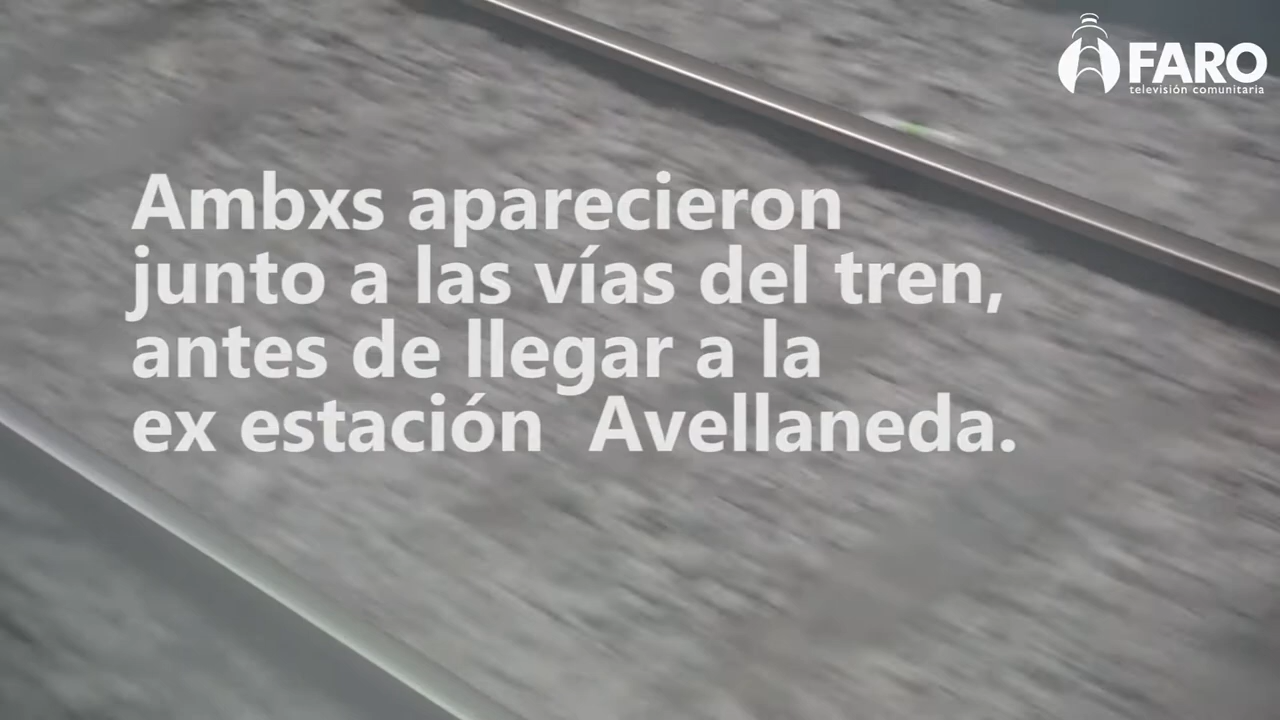 FARO
televisión comunitaria
Ambxs aparecieron
junto a las vías del tren,
antes de llegar a la
ex estación  Avellaneda.